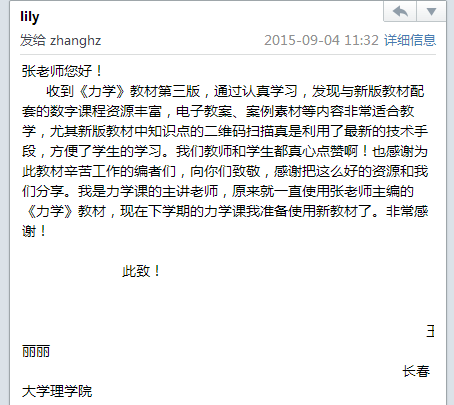 lily
发给 zhanghz 2015-09-04 11:32 详细信息
张老师您好！
收到《力学》教材第三版，通过认真学习，发现与新版教材配
套的数字课程资源丰富，电子教案、案例素材等内容非常适合教
学，尤其新版教材中知识点的二维码扫描真是利用了最新的技术手
段，方便了学生的学习。我们教师和学生都真心点赞啊！也感谢为
此教材辛苦工作的编者们，向你们致敬，感谢把这么好的资源和我
们分享。我是力学课的主讲老师，原来就一直使用张老师主编的
《力学》教材，现在下学期的力学课我准备使用新教材了。非常感
谢！
此致！
王
丽丽
长春
大学理学院